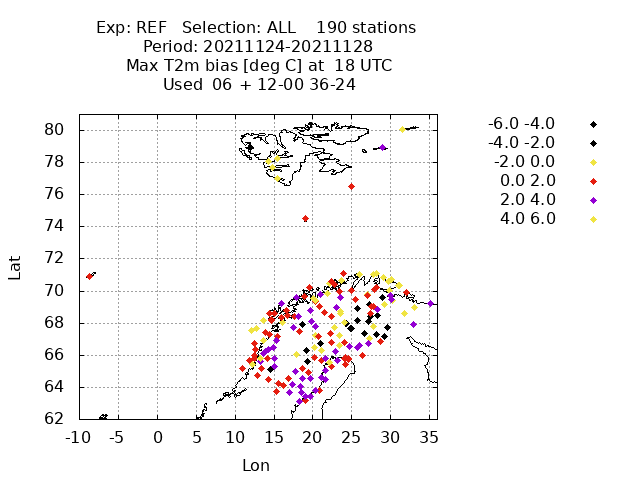 Exp: REF   Selection: ALL    190 stations
Period: 20211124-20211128
Max T2m bias [deg C] at  18 UTC
Used  06 + 12-00 36-24
-6.0 -4.0
-4.0 -2.0
-2.0 0.0
0.0 2.0
2.0 4.0
4.0 6.0
Lat
80
78
76
74
72
70
68
66
64
62
-10 -5 0 5 10 15 20 25 30 35
Lon